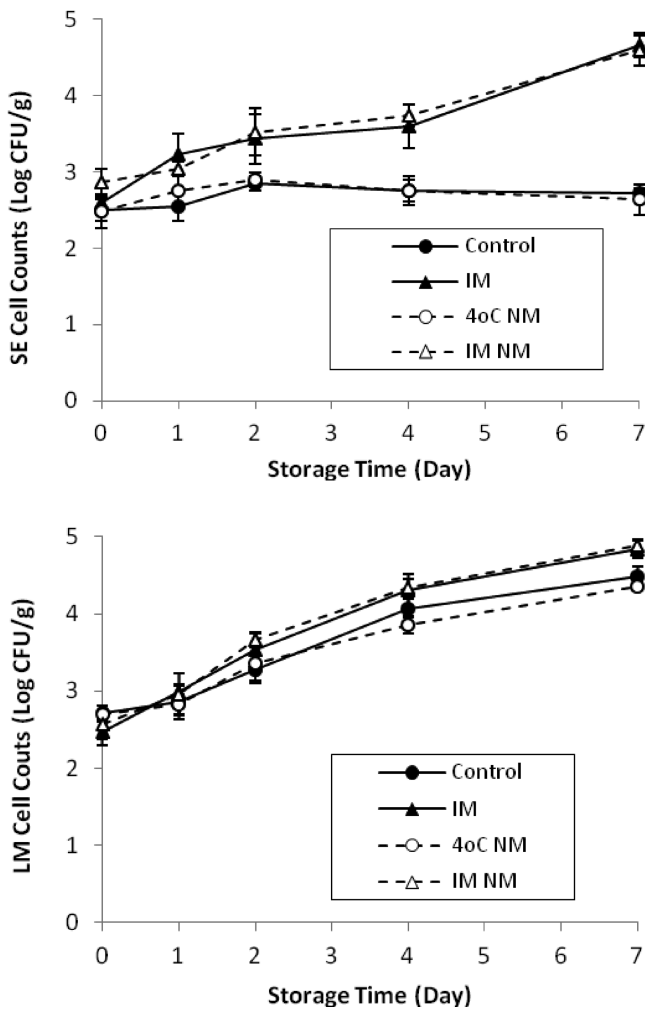 5
4
3
2
1
0
SE Cell Counts (Log CFU/g)
Control
IM
4oC NM
IM NM
0 1 2 3 4 5 6 7
Storage Time (Day)
5
4
3
2
1
0
LM Cell Couts (Log CFU/g)
Control
IM
4oC NM
IM NM
0 1 2 3 4 5 6 7
Storage Time (Day)